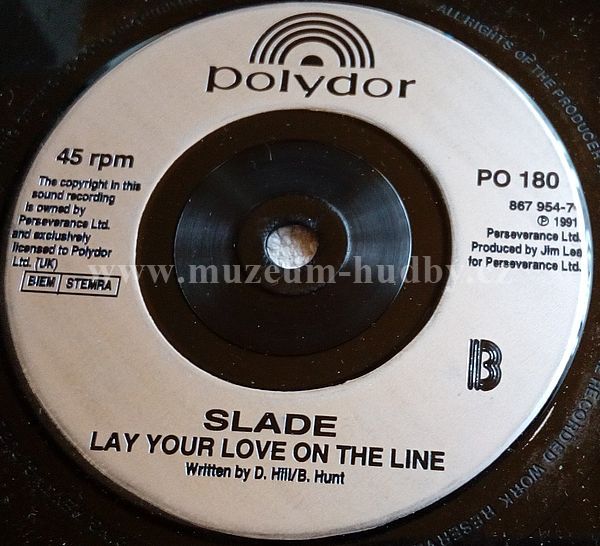 polydor
45 rpm
The copyright in this
sound recording
is owned by
Perseverance Ltd.
and exclusively
licensed to Polydor
Ltd. (UK)
BIEM STEMRA
PO 180
867 954-7
℗ 1991
Perseverance Ltd.
Produced by Jim Lea
for Perseverance Ltd.
B
SLADE
LAY YOUR LOVE ON THE LINE
Written by D. Hill/B. Hunt
ALL RIGHTS OF THE PRODUCER
RECORDED WORK RESERVE
www.muzeum-hudby.cz